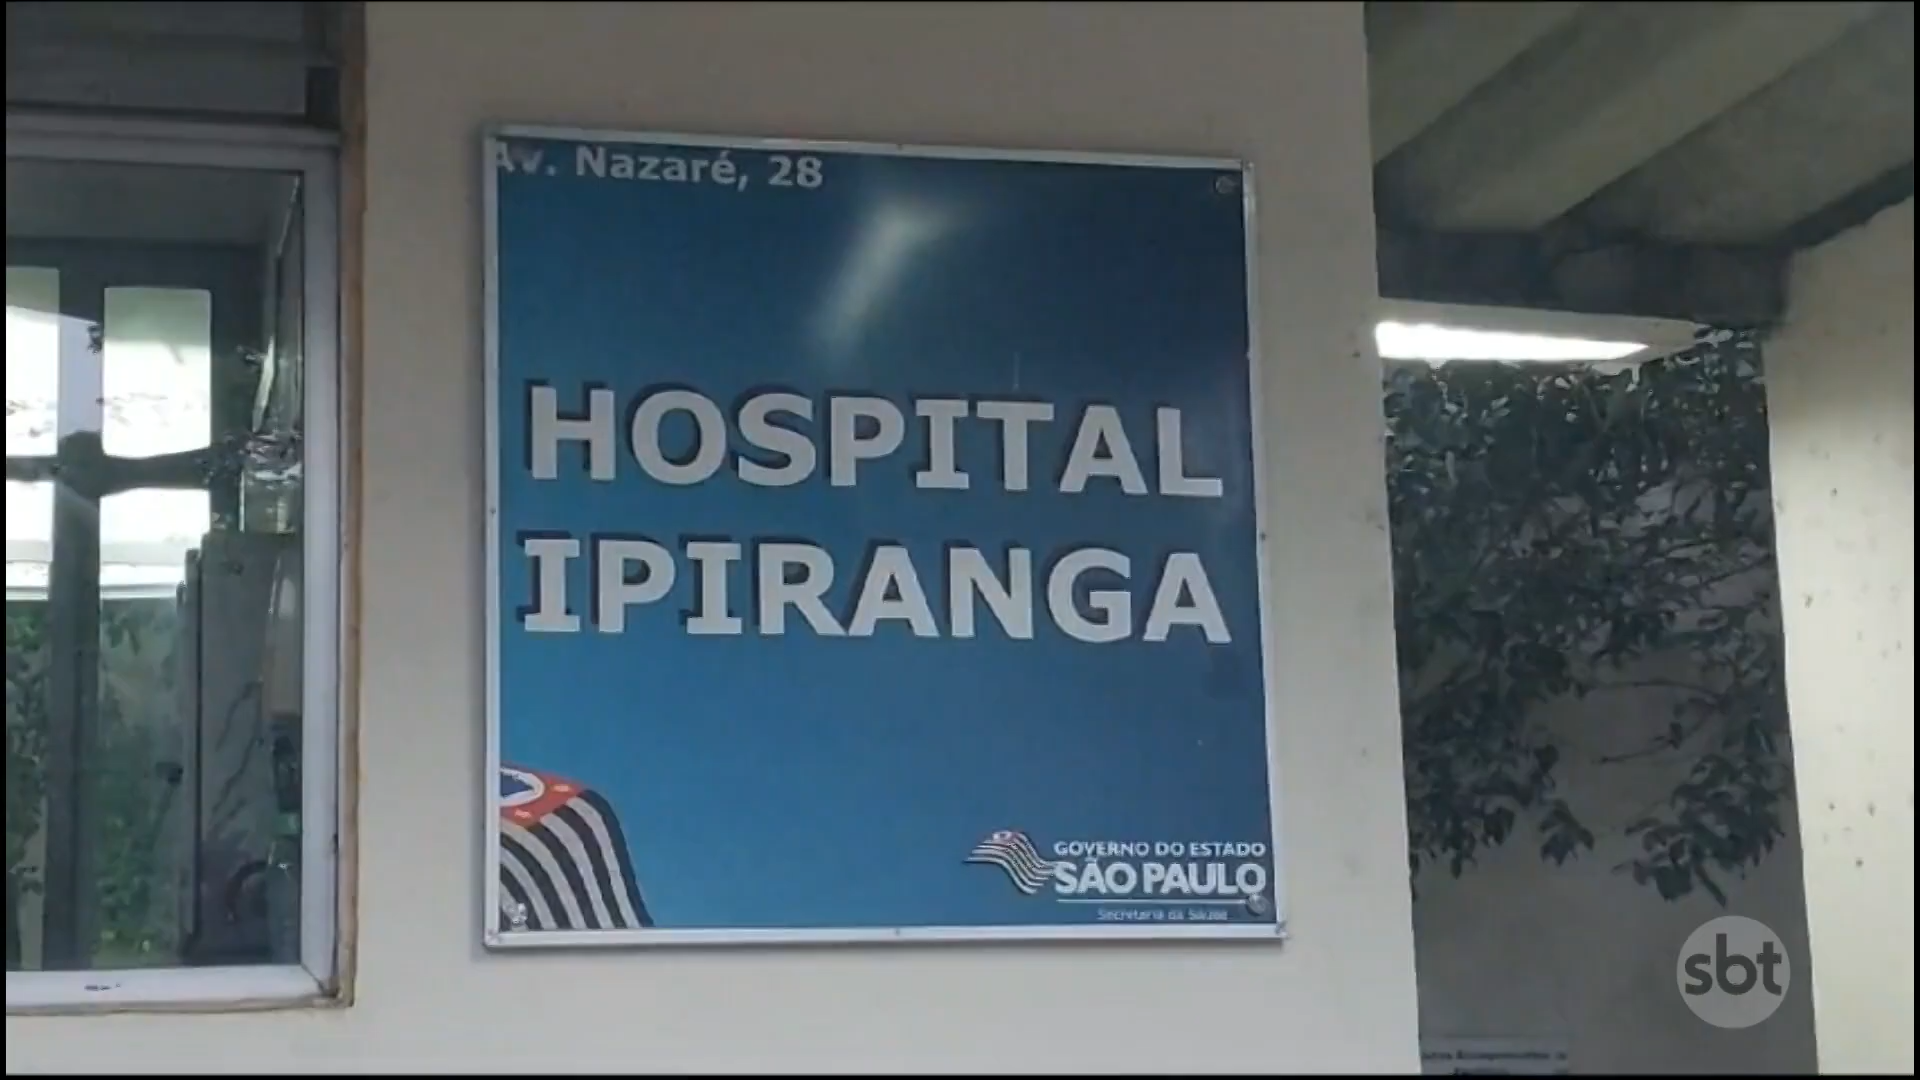 Av. Nazaré, 28
HOSPITAL
IPIRANGA
GOVERNO DO ESTADO
SÃO PAULO
Secretaria da Saúde
sbt